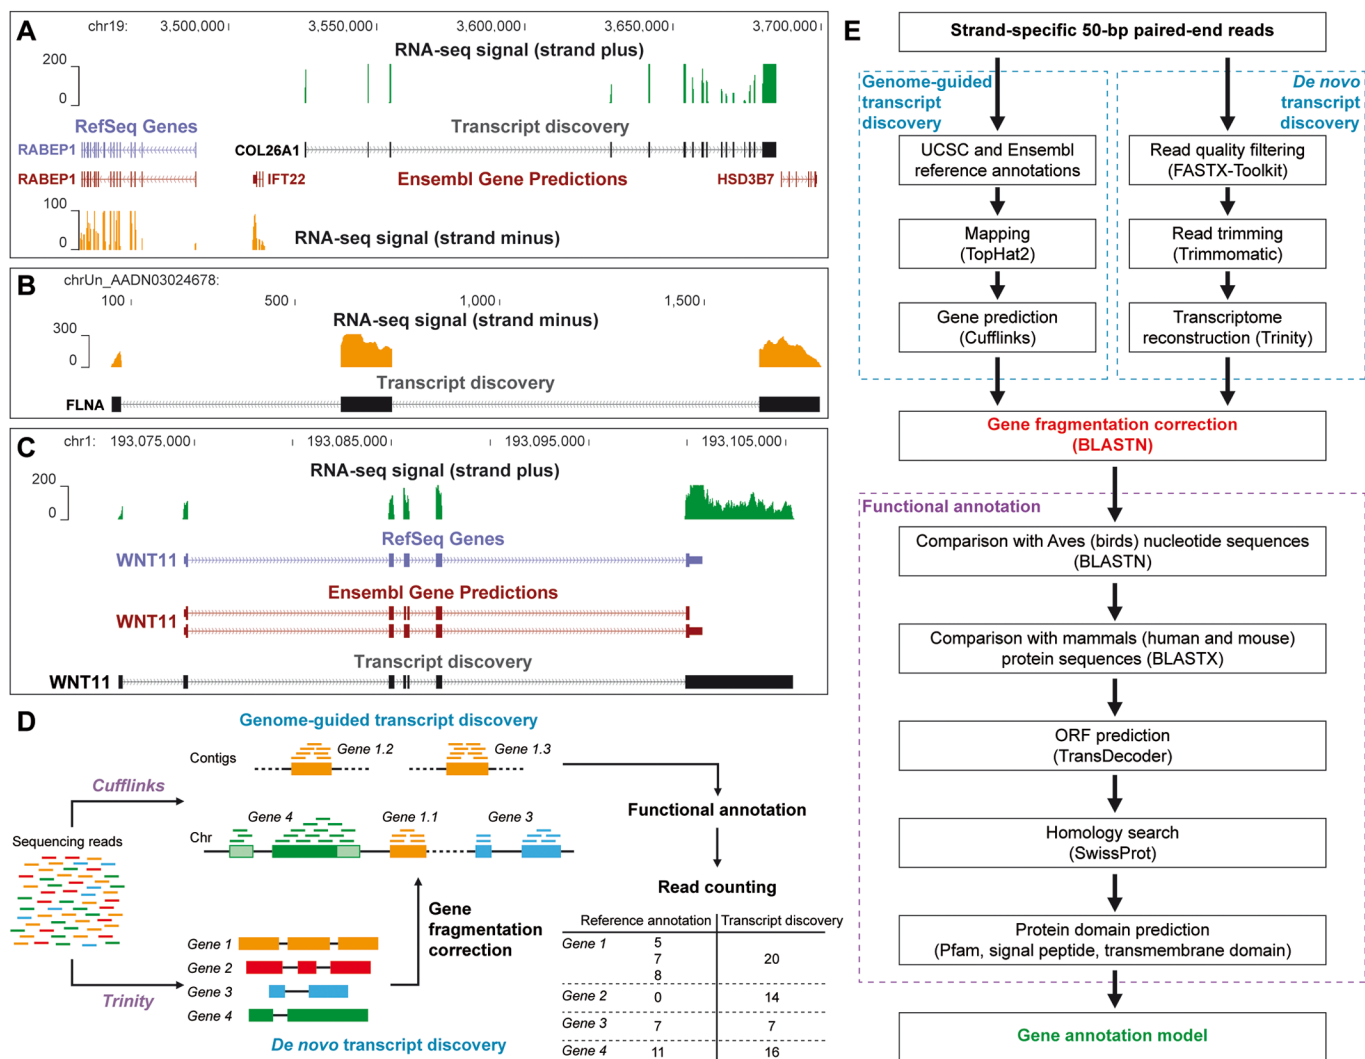 A
chr19: 3,500,000 3,550,000 3,600,000 3,650,000 3,700,000
RNA-seq signal (strand plus)
200
0
RefSeq Genes
Transcript discovery
RABEP1
COL26A1
RABEP1
IFT22
Ensembl Gene Predictions
HSD3B7
100
0
RNA-seq signal (strand minus)
B
chrUn_AADN03024678:
100 500 1,000 1,500
RNA-seq signal (strand minus)
300
0
Transcript discovery
FLNA
C
chr1: 193,075,000 193,085,000 193,095,000 193,105,000
RNA-seq signal (strand plus)
200
0
RefSeq Genes
WNT11
Ensembl Gene Predictions
WNT11
Transcript discovery
WNT11
D
Genome-guided transcript discovery
Contigs
Gene 1.2
Gene 1.3
Cufflinks
Functional annotation
Sequencing reads
Chr
Gene 4
Gene 1.1
Gene 3
Read counting
Gene
fragmentation
correction
Gene 1
Gene 2
Gene 3
Gene 4
Trinity
De novo transcript discovery
Reference annotation Transcript discovery
Gene 1 5
7 20
8
Gene 2 0 14
Gene 3 7 7
Gene 4 11 16
E
Strand-specific 50-bp paired-end reads
Genome-guided
transcript
discovery
De novo
transcript
discovery
UCSC and Ensembl
reference annotations
Read quality filtering
(FASTX-Toolkit)
Mapping
(TopHat2)
Read trimming
(Trimmomatic)
Gene prediction
(Cufflinks)
Transcriptome
reconstruction (Trinity)
Gene fragmentation correction
(BLASTN)
Functional annotation
Comparison with Aves (birds) nucleotide sequences
(BLASTN)
Comparison with mammals (human and mouse)
protein sequences (BLASTX)
ORF prediction
(TransDecoder)
Homology search
(SwissProt)
Protein domain prediction
(Pfam, signal peptide, transmembrane domain)
Gene annotation model